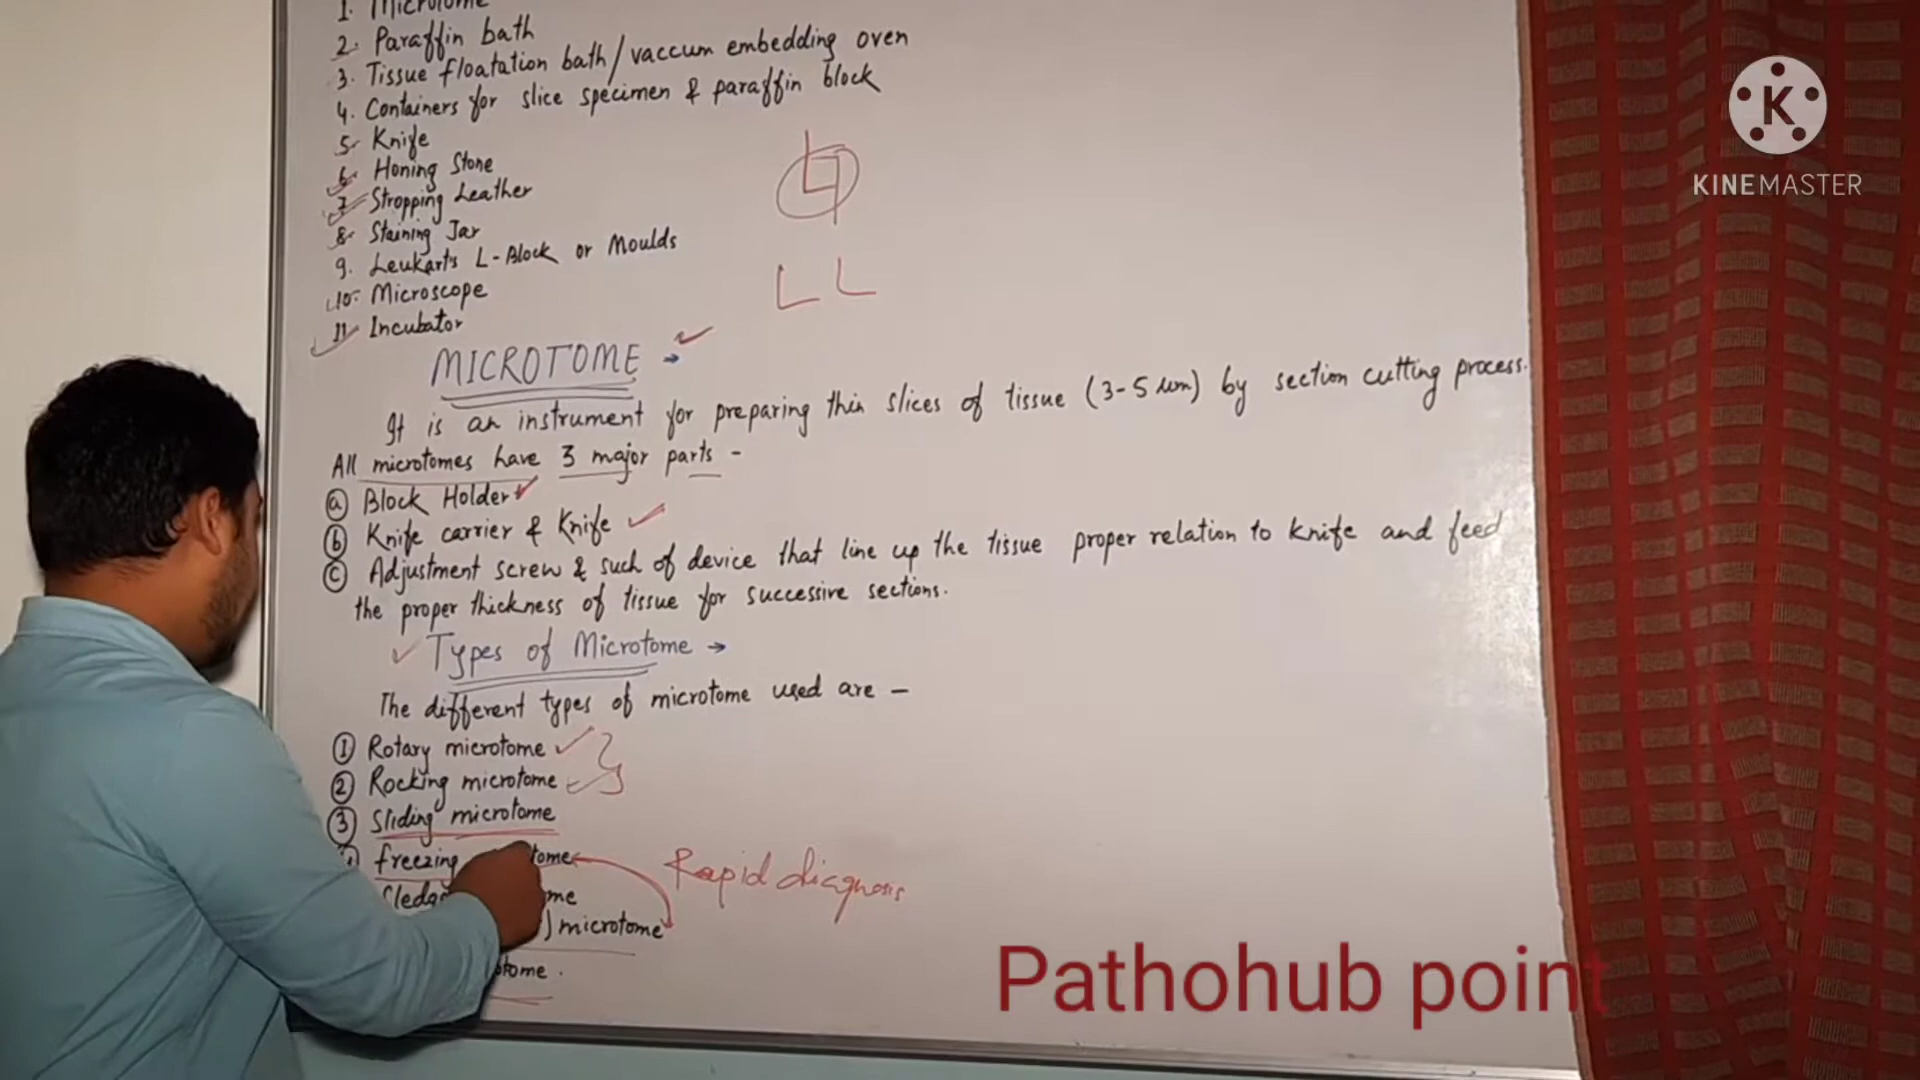 1. Microtome
2. Paraffin bath
3. Tissue floatation bath/vaccum embedding oven
4. Containers for slice specimen & paraffin block
5. Knife
6. Honing Stone
7. Stropping Leather
8. Staining Jar
9. Leukarts L-Block or Moulds
10. Microscope
11. Incubator
L L
MICROTOME →
It is an instrument for preparing thin slices of tissue (3-5 um) by section cutting process.
All microtomes have 3 major parts -
(a) Block Holder
(b) Knife carrier & Knife
(c) Adjustment screw & such of device that line up the tissue proper relation to knife and feed
the proper thickness of tissue for successive sections.
Types of Microtome →
The different types of microtome used are -
(1) Rotary microtome
(2) Rocking microtome
(3) Sliding microtome
freezing tome
Rapid diagnosis
me
) microtome
tome.
Pathohub point
K
KINEMASTER